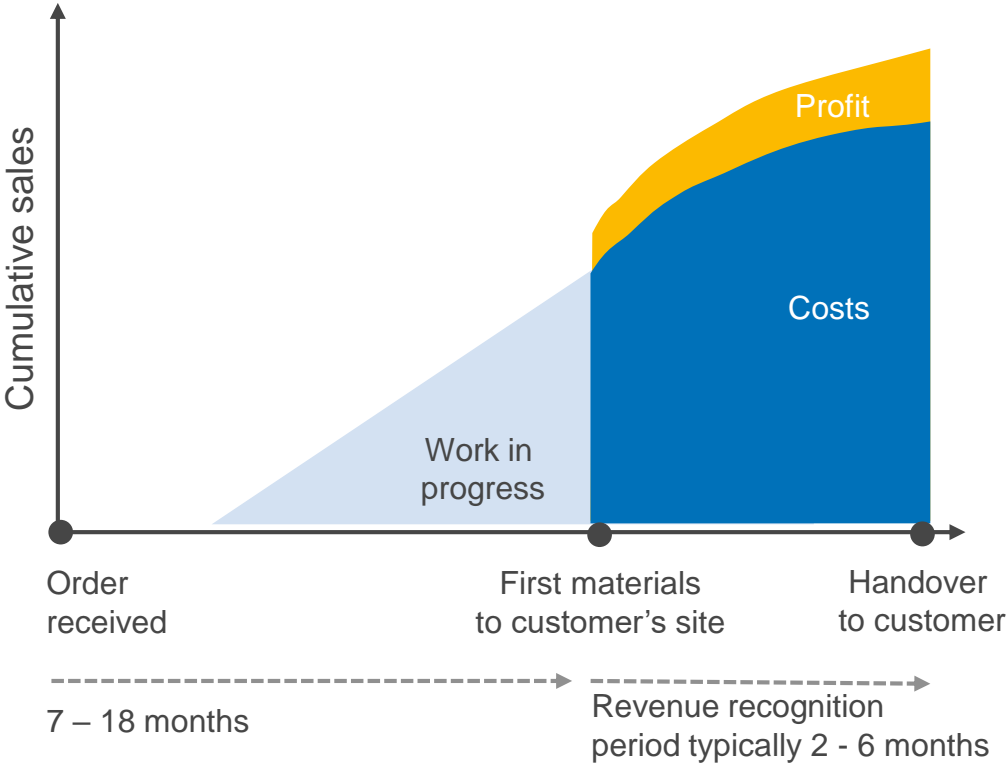 Cumulative sales
Profit
Costs
Work in
progress
Order
received
First materials
to customer’s site
Handover
to customer
7 – 18 months
Revenue recognition
period typically 2 - 6 months